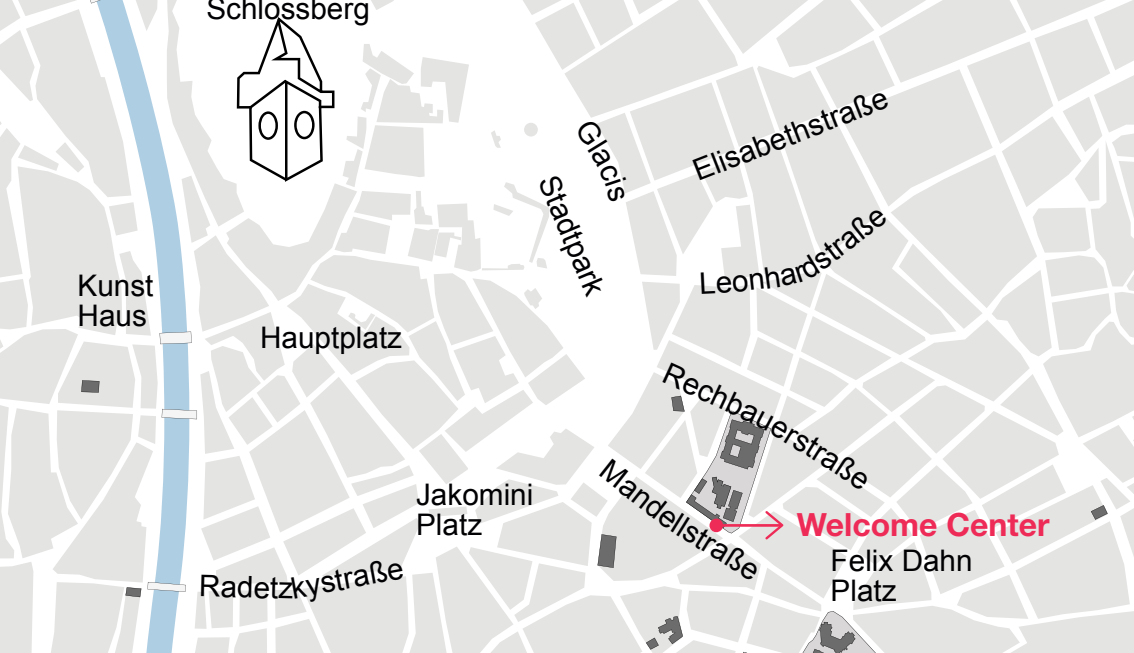 Schlossberg
Elisabethstraße
Glacis
Stadtpark
Leonhardstraße
Kunst
Haus
Hauptplatz
Rechbauerstraße
Mandellstraße
Jakomini
Platz
Welcome Center
Felix Dahn
Platz
Radetzkystraße